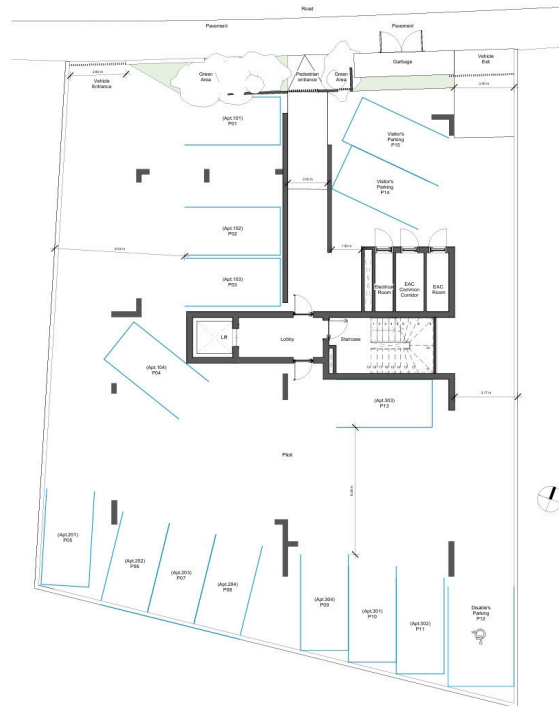 Road
Pavement
Pavement
Garbage
Vehicle
Exit
Green
Area
Pedestrian
entrance
Green
Area
Vehicle
Entrance
(Apt.101)
P01
Visitor's
Parking
P15
Visitor's
Parking
P14
(Apt.102)
P02
(Apt.103)
P03
Electrical
Room
EAC
Common
Corridor
EAC
Room
Lift
Lobby
Staircase
(Apt.104)
P04
(Apt.203)
P13
Piloti
(Apt.201)
P05
(Apt.202)
P06
(Apt.203)
P07
(Apt.204)
P08
(Apt.304)
P09
(Apt.301)
P10
(Apt.302)
P11
Disable's
Parking
P12